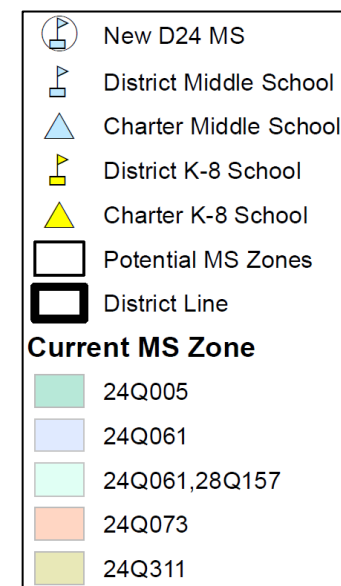 New D24 MS
District Middle School
Charter Middle School
District K-8 School
Charter K-8 School
Potential MS Zones
District Line
Current MS Zone
24Q005
24Q061
24Q061,28Q157
24Q073
24Q311